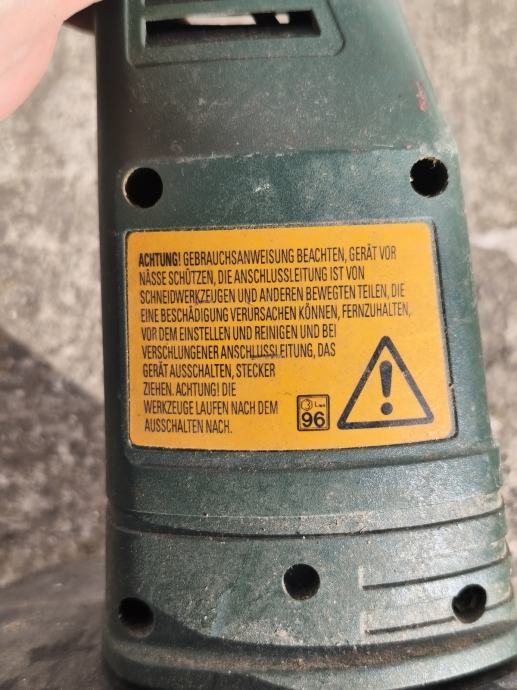 ACHTUNG! GEBRAUCHSANWEISUNG BEACHTEN, GERÄT VOR
NÄSSE SCHÜTZEN, DIE ANSCHLUSSLEITUNG IST VON
SCHNEIDWERKZEUGEN UND ANDEREN BEWEGTEN TEILEN, DIE
EINE BESCHÄDIGUNG VERURSACHEN KÖNNEN, FERNZUHALTEN,
VOR DEM EINSTELLEN UND REINIGEN UND BEI
VERSCHLUNGENER ANSCHLUSSLEITUNG, DAS
GERÄT AUSSCHALTEN, STECKER
ZIEHEN. ACHTUNG! DIE
WERKZEUGE LAUFEN NACH DEM
AUSSCHALTEN NACH.
96